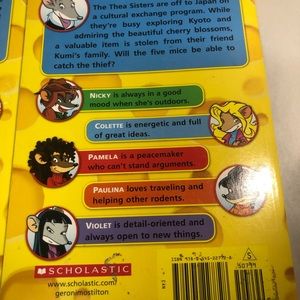 The Thea Sisters are off to Japan on
a cultural exchange program. While
they're busy exploring Kyoto and
admiring the beautiful cherry blossoms,
a valuable item is stolen from their friend
Kumi's family. Will the five mice be able to
catch the thief?
NICKY is always in a good
mood when she's outdoors.
COLETTE is energetic and full
of great ideas.
PAMELA is a peacemaker
who can't stand arguments.
PAULINA loves traveling and
helping other rodents.
VIOLET is detail-oriented and
always open to new things.
SCHOLASTIC
www.scholastic.com
geronimostilton
S